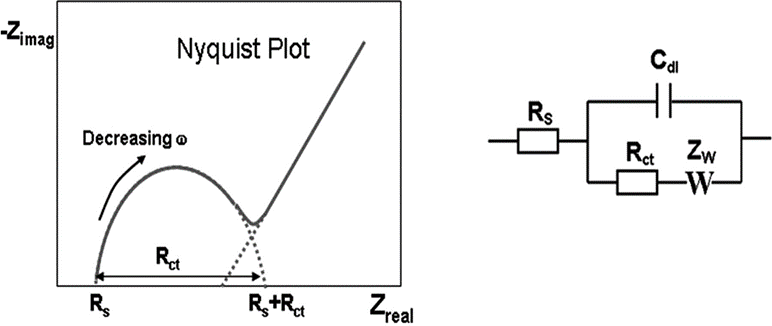 -Zimag
Nyquist Plot
Decreasing ω
Rct
Rs
Rs+Rct
Zreal
Cdl
RS
Rct
ZW
W